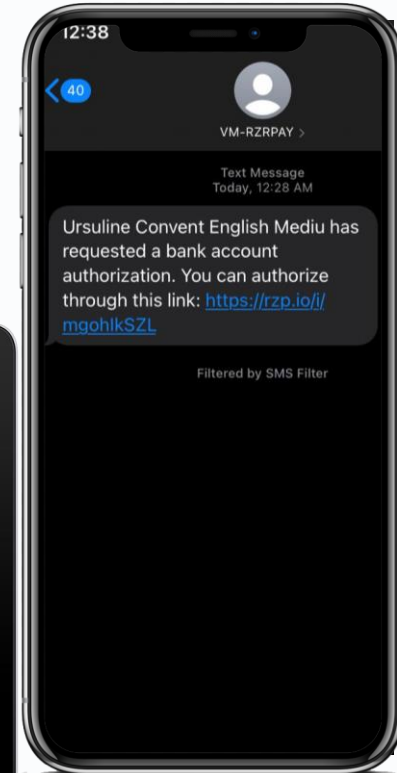 12:38
40
VM-RZRPAY >
Text Message
Today, 12:28 AM
Ursuline Convent English Mediu has
requested a bank account
authorization. You can authorize
through this link: https://rzp.io/i/
mgohlkSZL
Filtered by SMS Filter